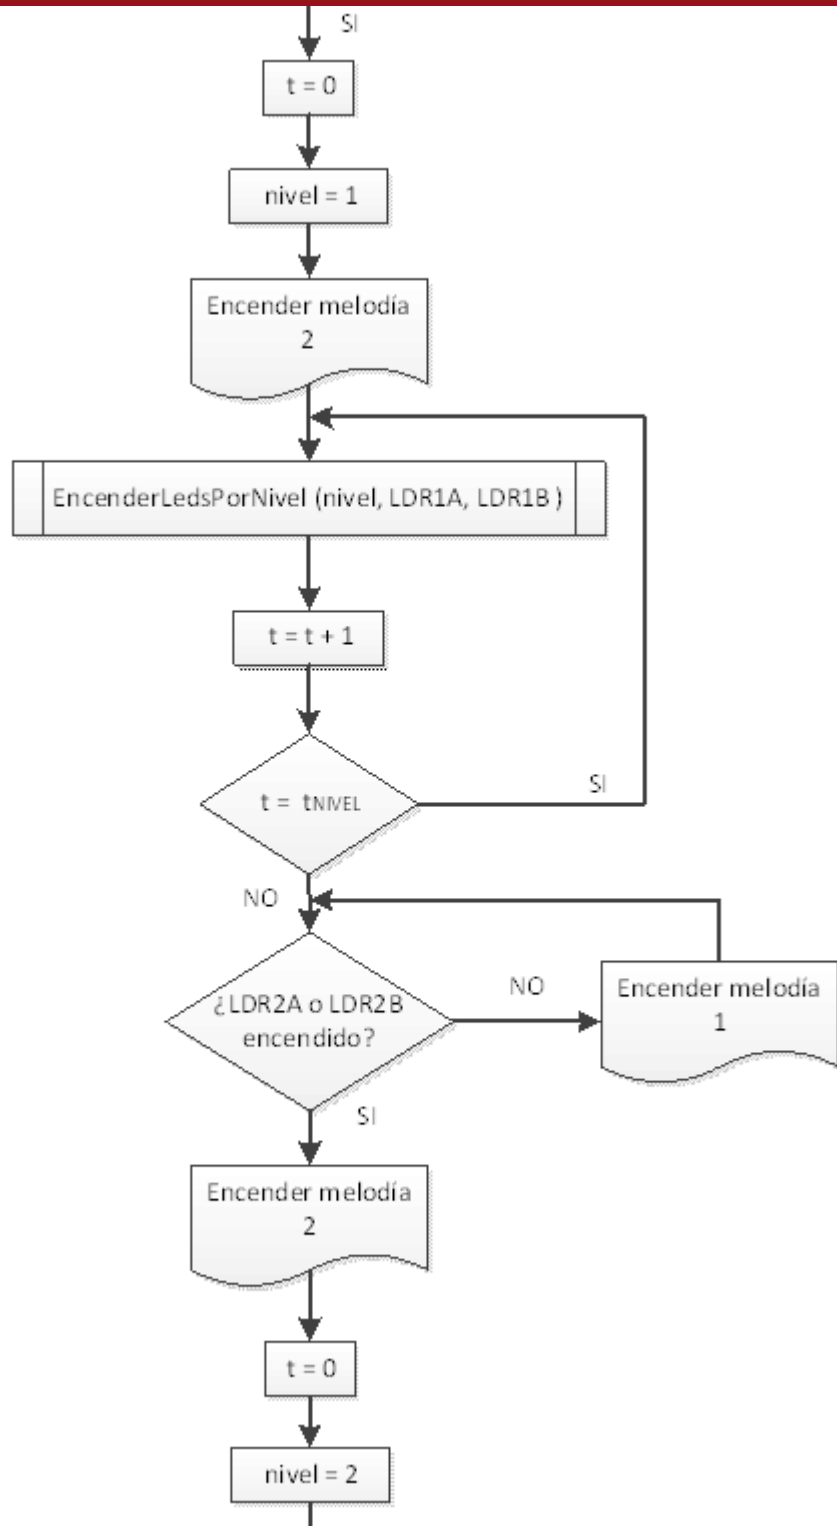 SI
t = 0
nivel = 1
Encender melodía
2
EncenderLedsPorNivel (nivel, LDR1A, LDR1B )
t = t + 1
t = tNIVEL
SI
NO
¿LDR2A o LDR2B
encendido?
NO
Encender melodía
1
SI
Encender melodía
2
t = 0
nivel = 2